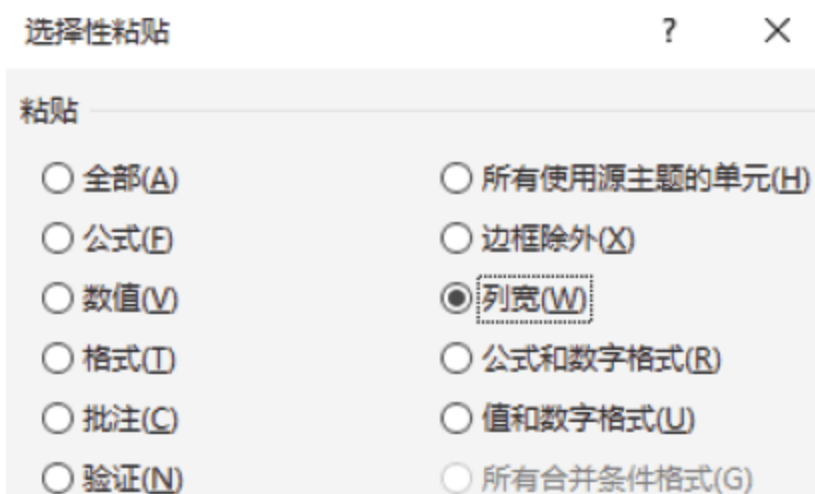 选择性粘贴 ? ×
粘贴
全部(A) 所有使用源主题的单元(H)
公式(F) 边框除外(X)
数值(V) 列宽(W)
格式(T) 公式和数字格式(R)
批注(C) 值和数字格式(U)
验证(N) 所有合并条件格式(G)